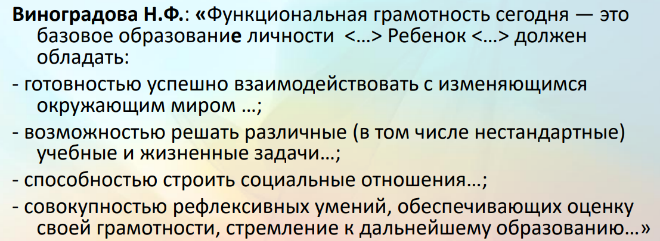 Виноградова Н.Ф.: «Функциональная грамотность сегодня — это
базовое образование личности <...> Ребенок <...> должен
обладать:
- готовностью успешно взаимодействовать с изменяющимся
окружающим миром ...;
- возможностью решать различные (в том числе нестандартные)
учебные и жизненные задачи...;
- способностью строить социальные отношения...;
- совокупностью рефлексивных умений, обеспечивающих оценку
своей грамотности, стремление к дальнейшему образованию...»